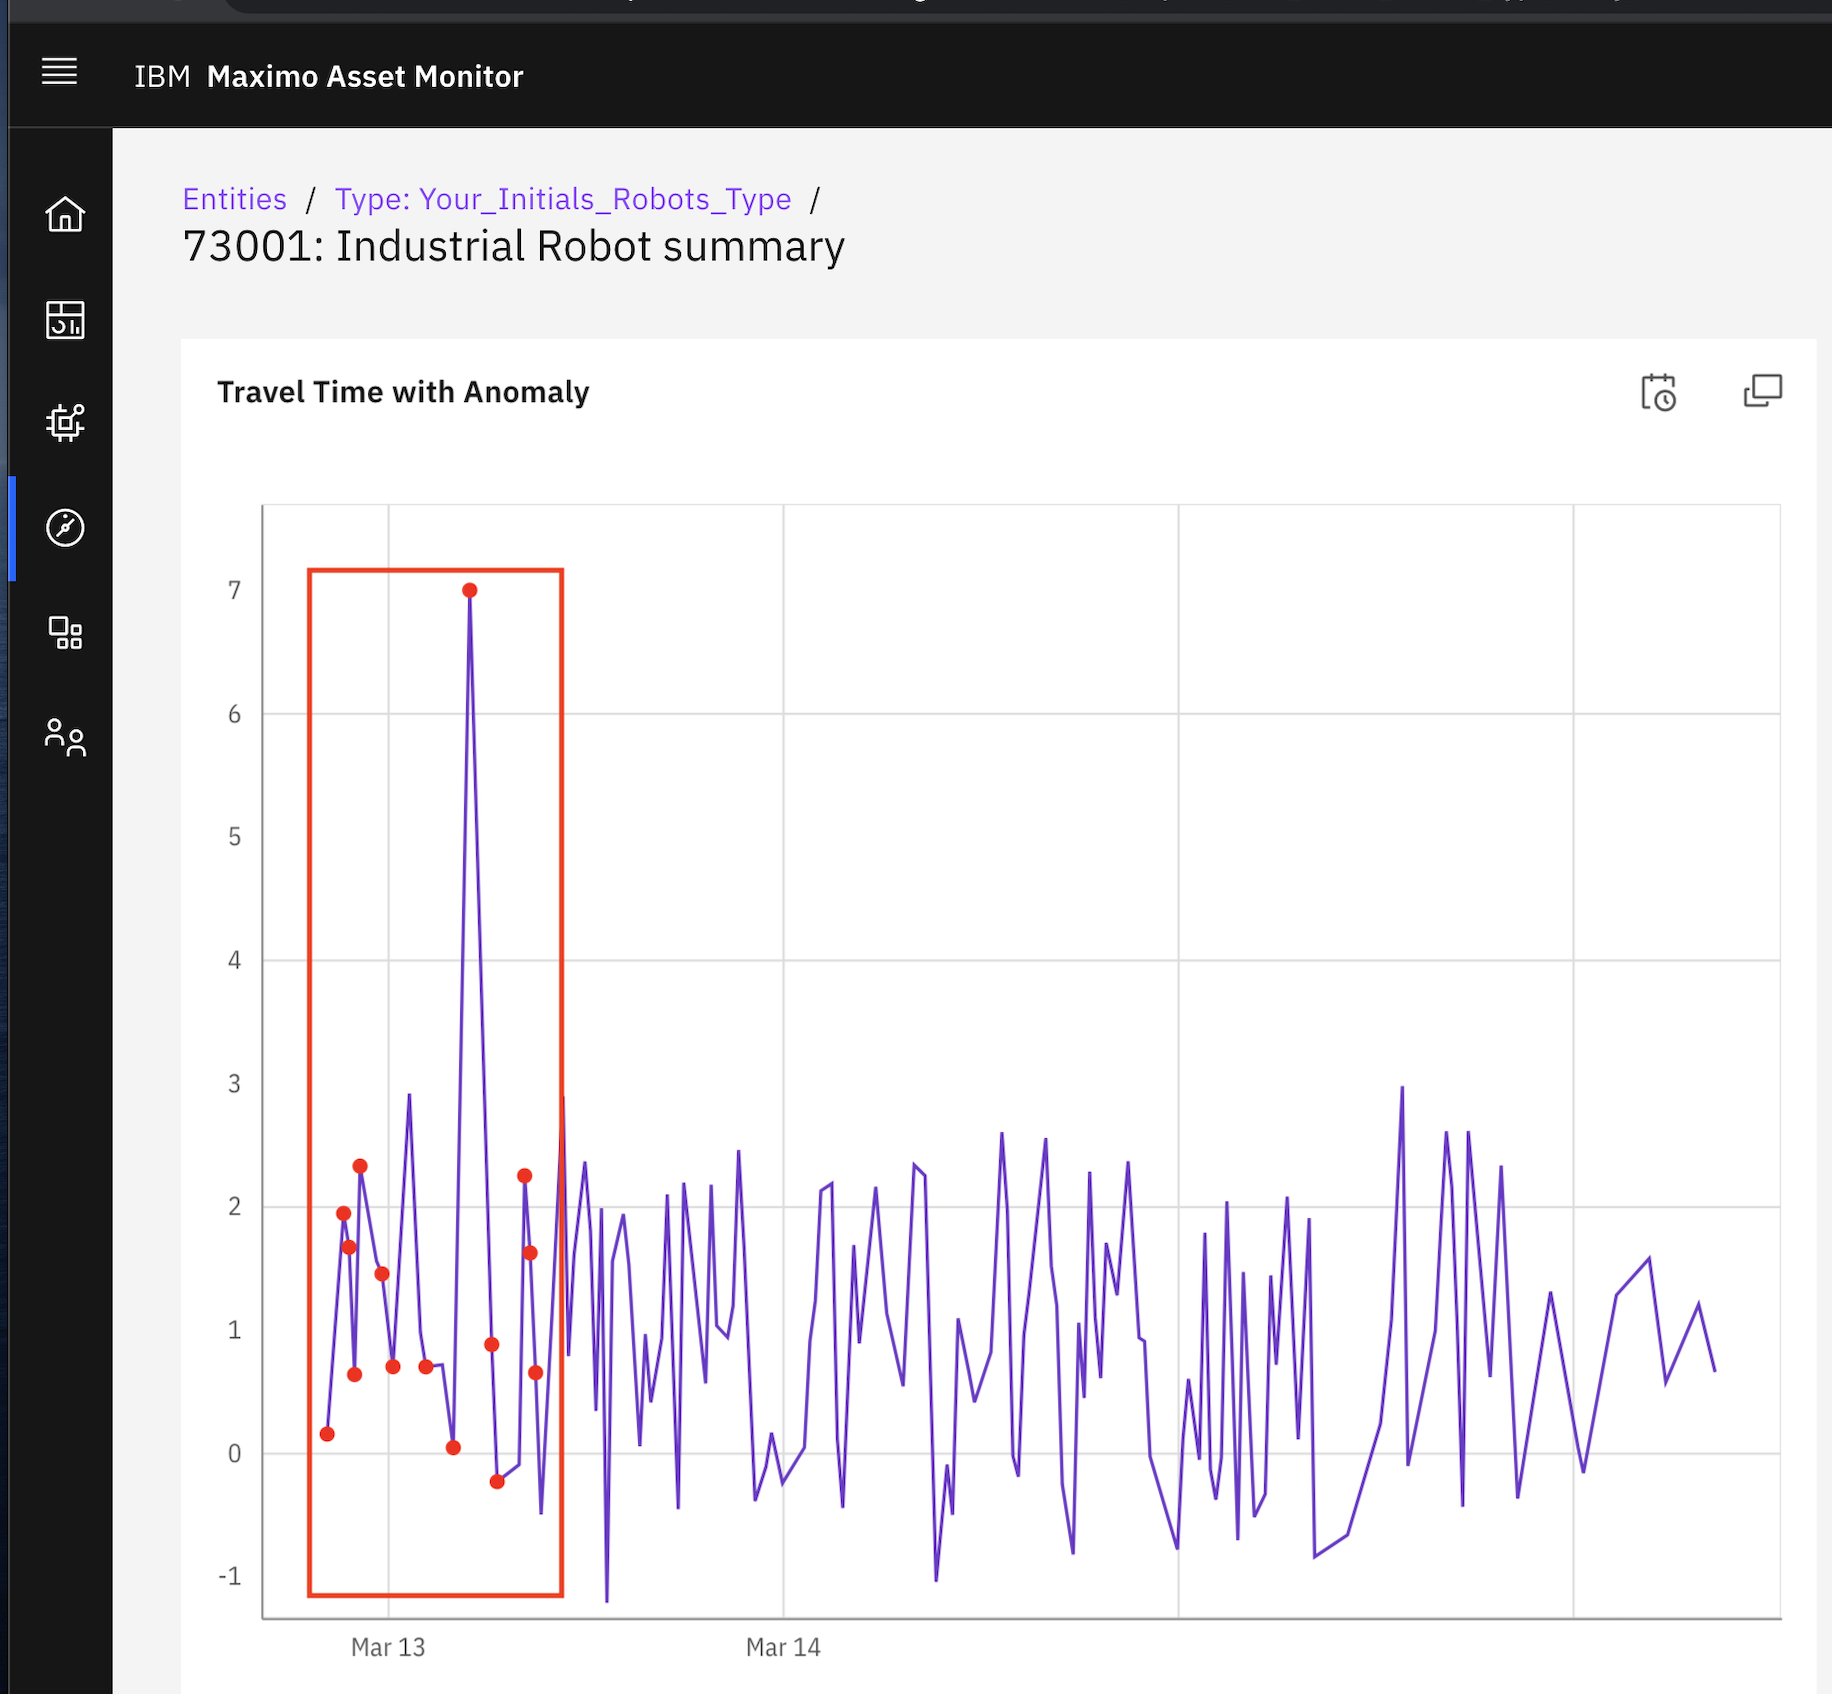 IBM Maximo Asset Monitor
Entities / Type: Your_Initials_Robots_Type /
73001: Industrial Robot summary
Travel Time with Anomaly
7
6
5
4
3
2
1
0
-1
Mar 13
Mar 14